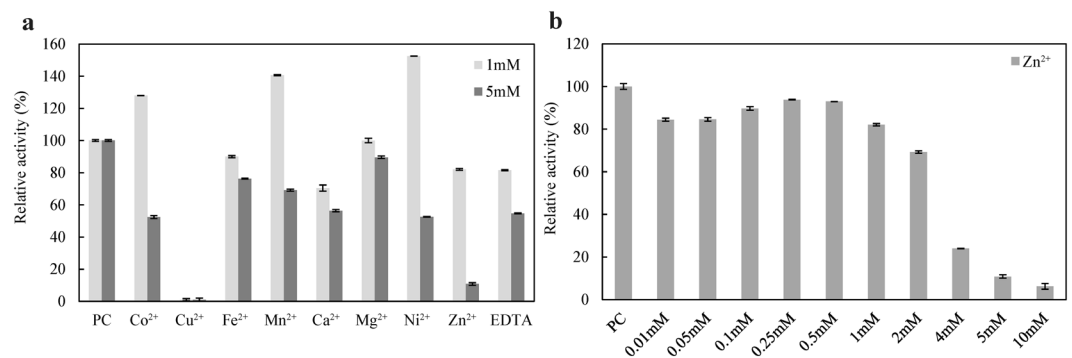 a
Relative activity (%)
160
140
120
100
80
60
40
20
0
1mM
5mM
PC Co²⁺ Cu²⁺ Fe²⁺ Mn²⁺ Ca²⁺ Mg²⁺ Ni²⁺ Zn²⁺ EDTA
b
Relative activity (%)
120
100
80
60
40
20
0
Zn²⁺
PC 0.01mM 0.05mM 0.1mM 0.25mM 0.5mM 1mM 2mM 4mM 5mM 10mM